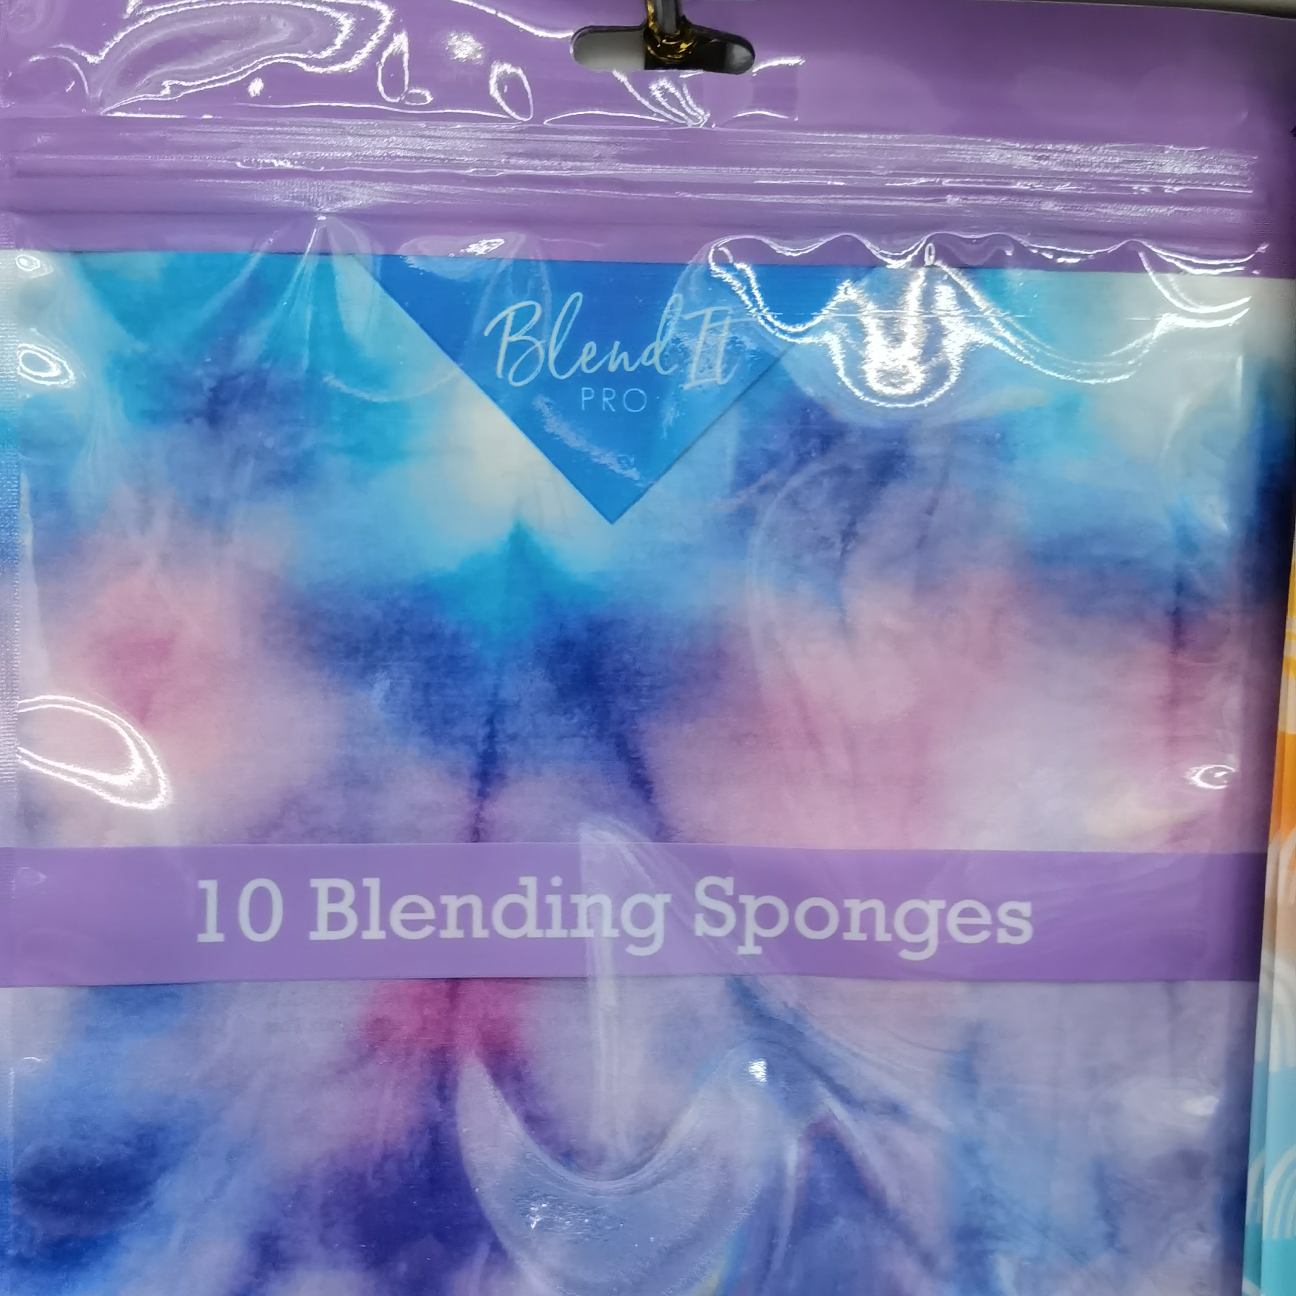 Blend It
PRO
10 Blending Sponges